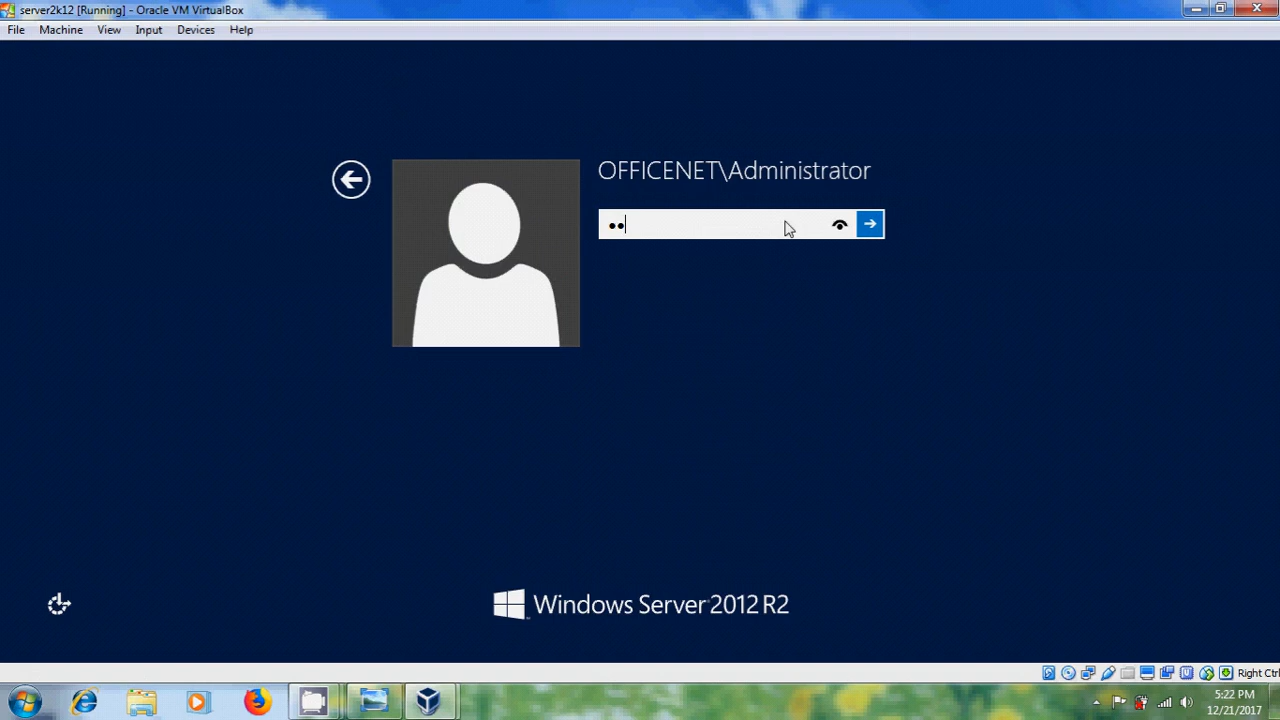 server2k12 [Running] - Oracle VM VirtualBox
File Machine View Input Devices Help
OFFICENET\Administrator
••
Windows Server 2012 R2
Right Ctr
5:22 PM
12/21/2017